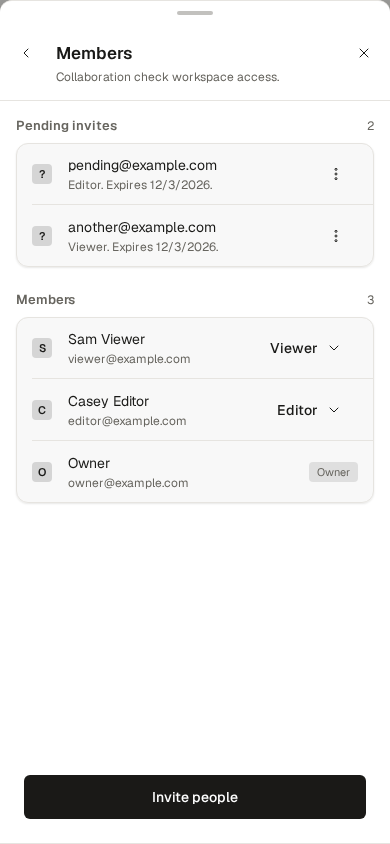 Members
Collaboration check workspace access.
Pending invites 2
? pending@example.com
Editor. Expires 12/3/2026.
? another@example.com
Viewer. Expires 12/3/2026.
Members 3
S Sam Viewer Viewer
viewer@example.com
C Casey Editor Editor
editor@example.com
O Owner Owner
owner@example.com
Invite people